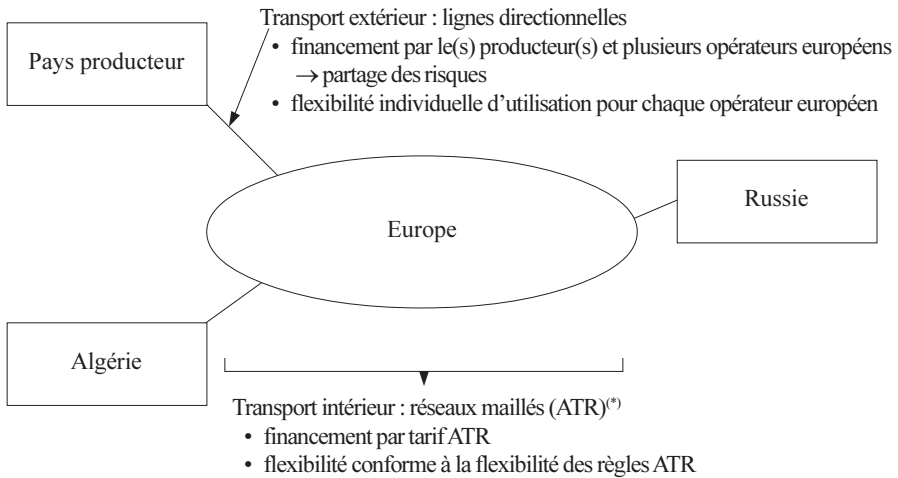 Transport extérieur : lignes directionnelles
• financement par le(s) producteur(s) et plusieurs opérateurs européens
→ partage des risques
• flexibilité individuelle d'utilisation pour chaque opérateur européen
Pays producteur
Europe
Russie
Algérie
Transport intérieur : réseaux maillés (ATR)(*)
• financement par tarif ATR
• flexibilité conforme à la flexibilité des règles ATR